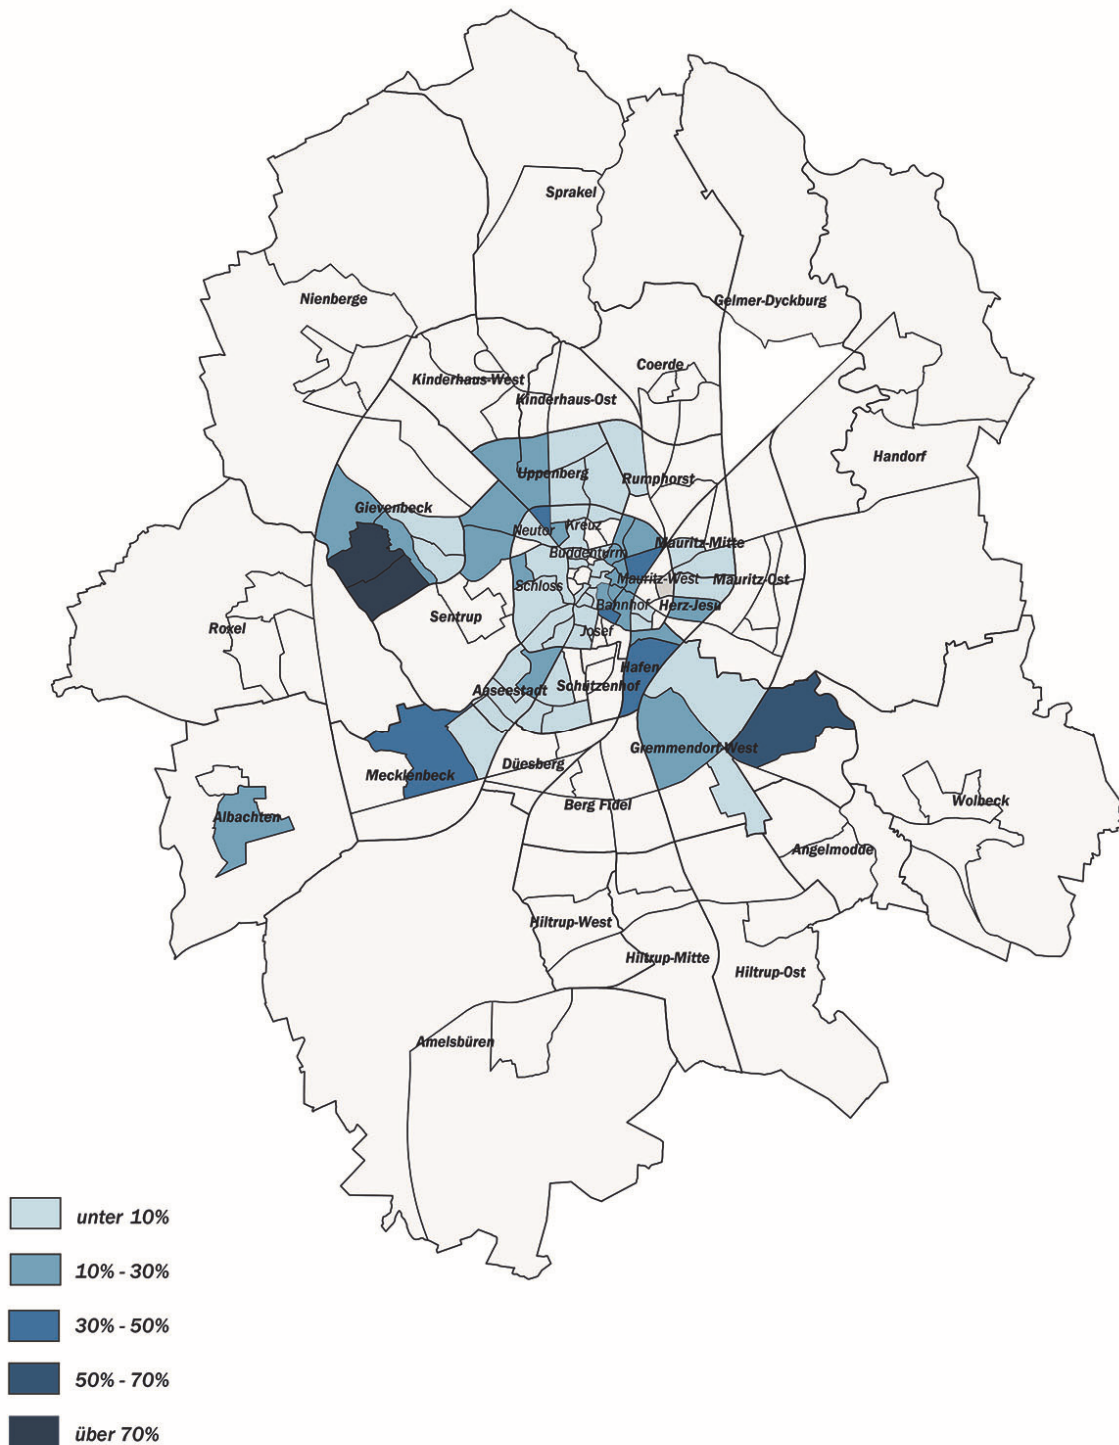 Sprakel
Nienberge
Gelmer-Dyckburg
Coerde
Kinderhaus-West
Kinderhaus-Ost
Handorf
Uppenberg
Rumphorst
Gievenbeck
Neutor
Kreuz
Mauritz-Mitte
Buddenturm
Mauritz-West
Mauritz-Ost
Schloss
Bahnhof
Herz-Jesu
Sentrup
Roxel
Josef
Hafen
Aaseestadt
Schützenhof
Gremmendorf-West
Düesberg
Mecklenbeck
Berg Fidel
Wolbeck
Albachten
Angelmodde
Hiltrup-West
Hiltrup-Mitte
Hiltrup-Ost
Amelsbüren
unter 10%
10% - 30%
30% - 50%
50% - 70%
über 70%